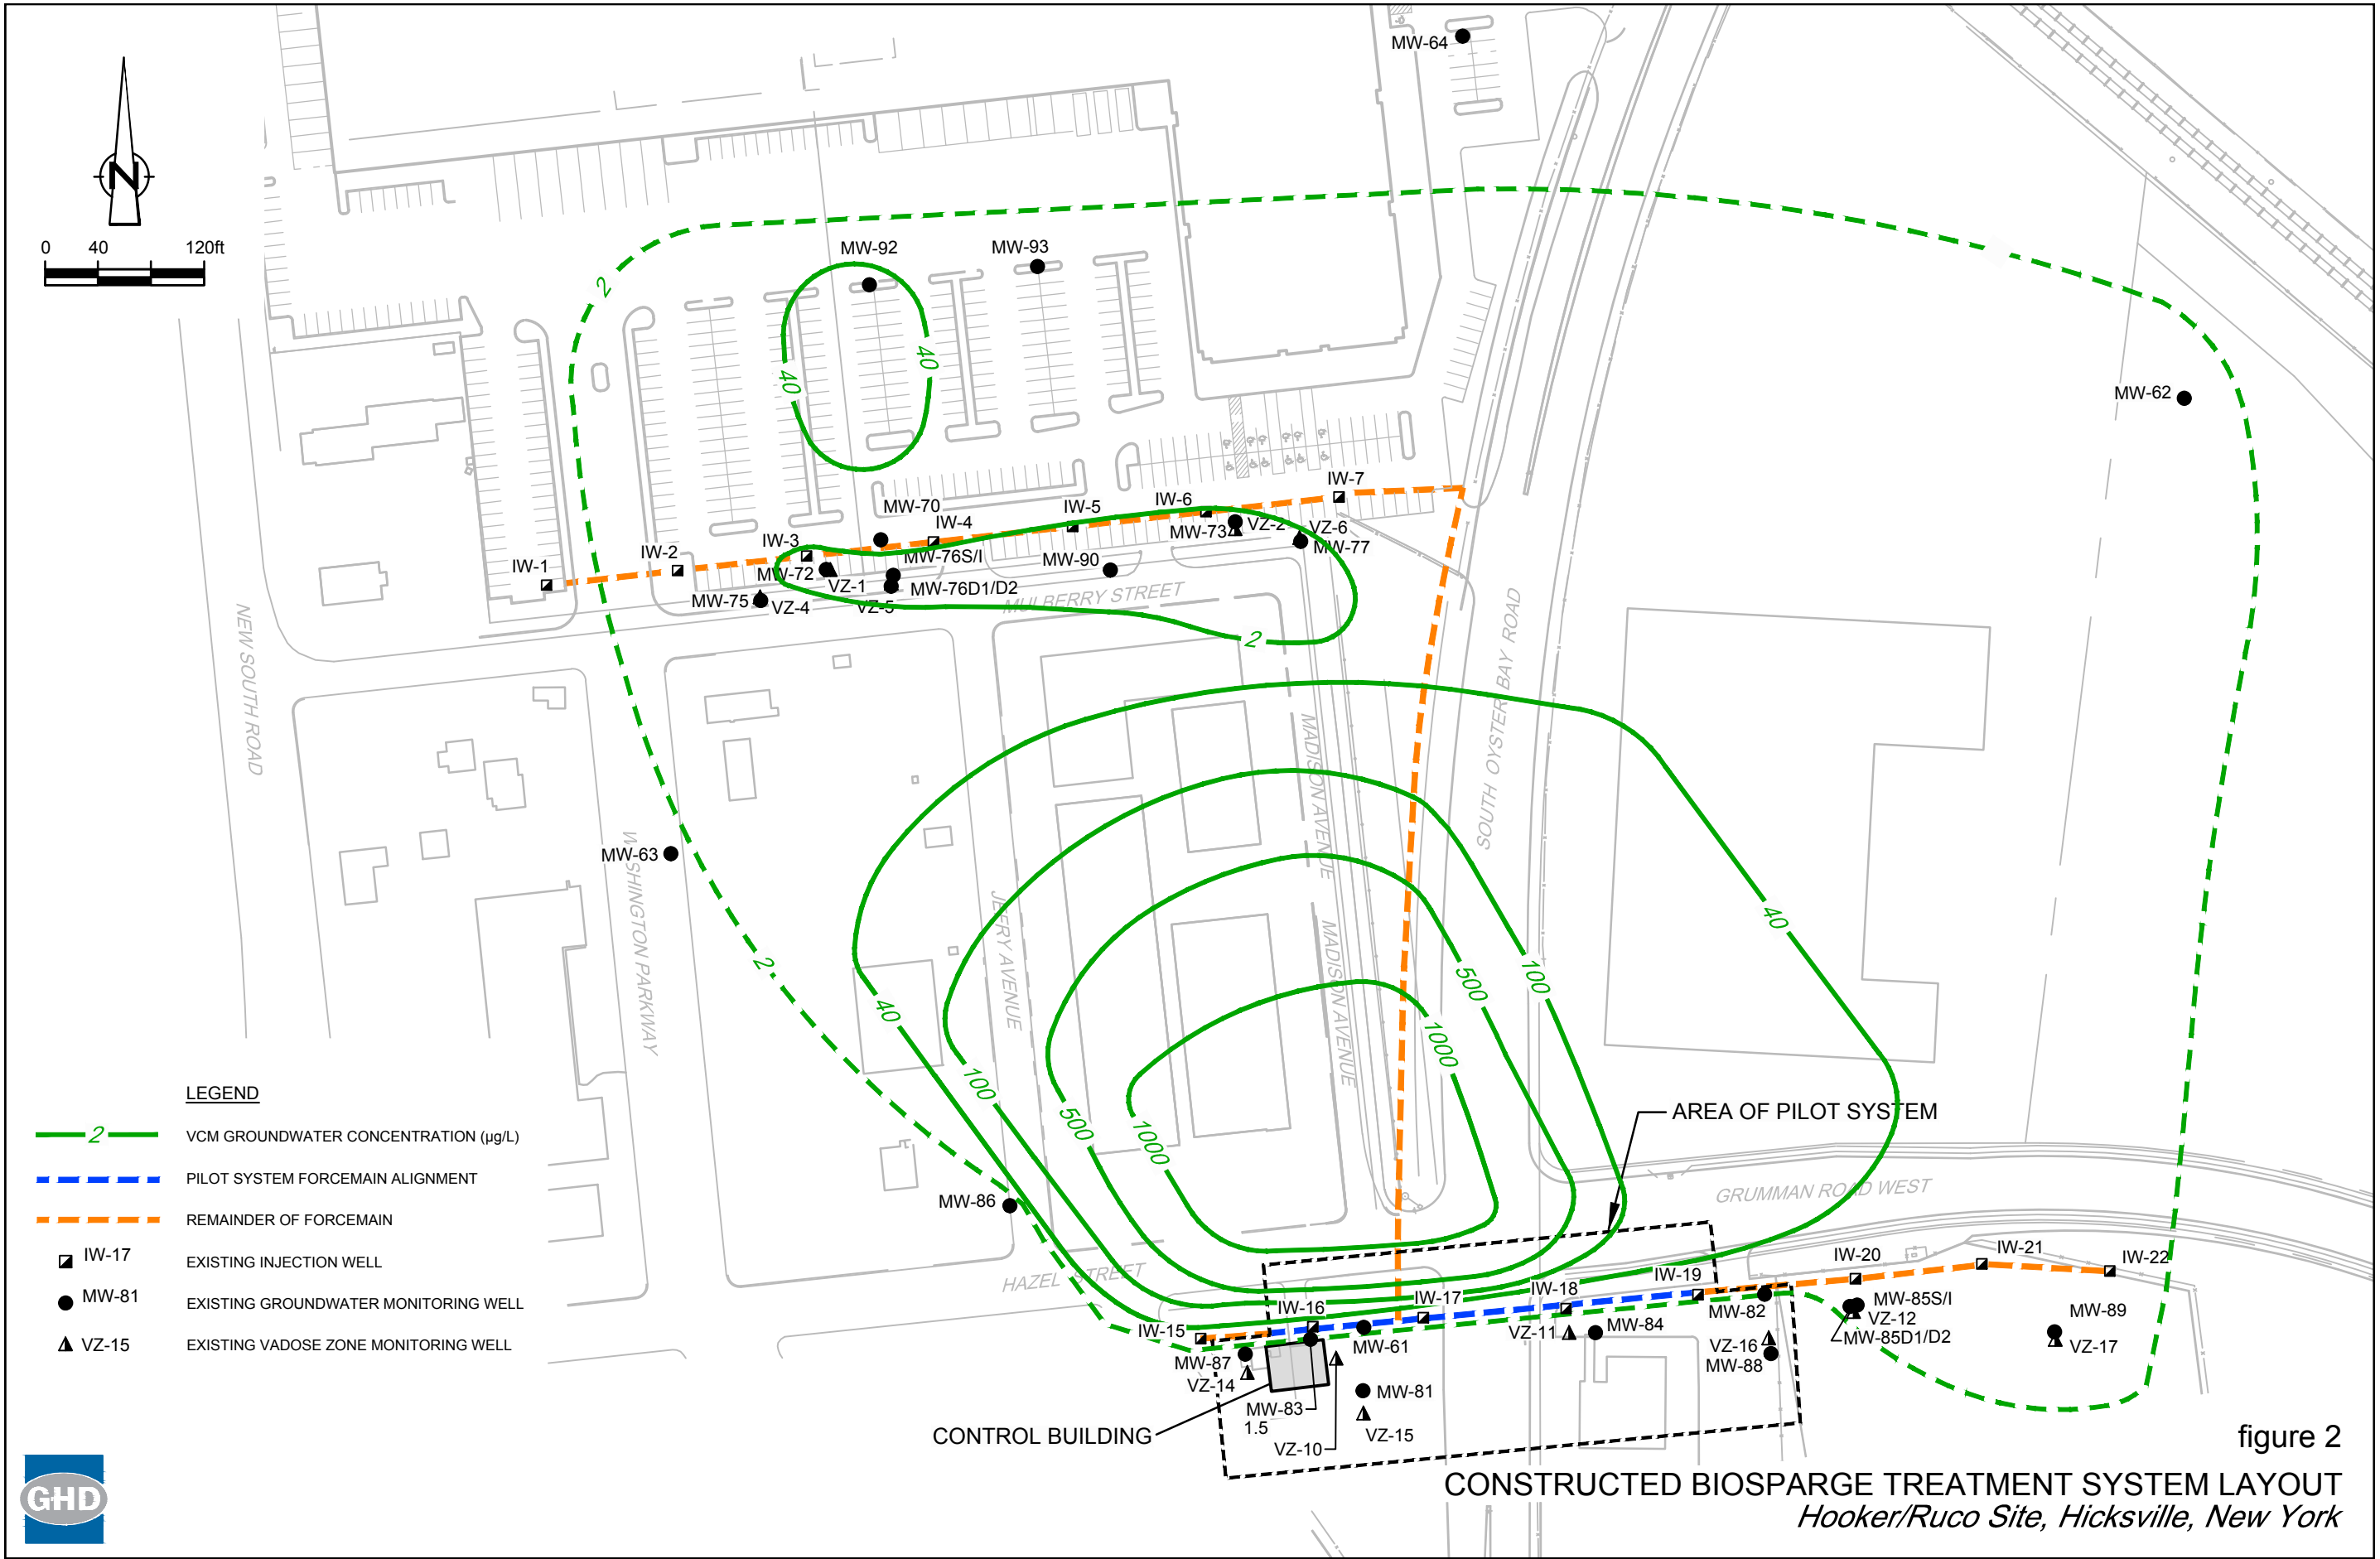 MW-64
N
0 40 120ft
MW-92
MW-93
2
40
40
MW-62
IW-7
IW-6
IW-5
MW-70
IW-4
IW-3
IW-2
IW-1
MW-73
VZ-2
VZ-6
MW-77
MW-76S/I
MW-90
MW-72
VZ-1
MW-76D1/D2
MW-75
VZ-4
VZ-5
MULBERRY STREET
2
NEW SOUTH ROAD
WASHINGTON PARKWAY
JERRY AVENUE
MADISON AVENUE
MADISON AVENUE
SOUTH OYSTER BAY ROAD
MW-63
2
40
40
100
500
100
500
1000
1000
AREA OF PILOT SYSTEM
GRUMMAN ROAD WEST
MW-86
HAZEL STREET
IW-15
IW-16
IW-17
IW-18
IW-19
IW-20
IW-21
IW-22
MW-82
MW-85S/I
VZ-12
MW-85D1/D2
MW-89
VZ-17
MW-87
VZ-14
MW-61
VZ-11
MW-84
VZ-16
MW-88
MW-83
1.5
MW-81
VZ-10
VZ-15
CONTROL BUILDING
LEGEND
2 VCM GROUNDWATER CONCENTRATION (µg/L)
PILOT SYSTEM FORCEMAIN ALIGNMENT
REMAINDER OF FORCEMAIN
IW-17 EXISTING INJECTION WELL
MW-81 EXISTING GROUNDWATER MONITORING WELL
VZ-15 EXISTING VADOSE ZONE MONITORING WELL
GHD
figure 2
CONSTRUCTED BIOSPARGE TREATMENT SYSTEM LAYOUT
Hooker/Ruco Site, Hicksville, New York